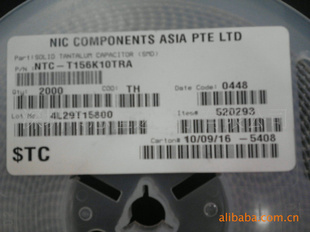 NIC COMPONENTS ASIA PTE LTD
Part: SOLID TANTALUM CAPACITOR (SMD)
P/N: NTC-T156K10TRA
Qty: 2000 COO: TH Date Code: 0448
Lot Nr.: 4L29T15800 Item#: 520293
Carton# 10/09/16 -5408
$TC
alibaba.com.cn